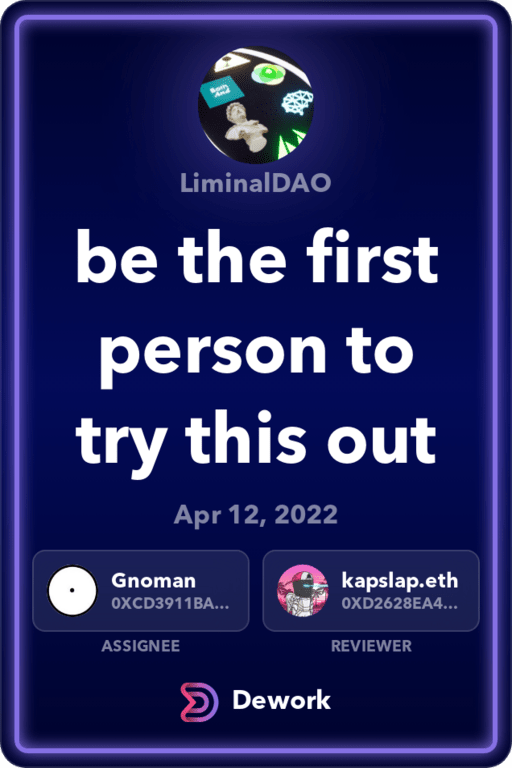 LiminalDAO
be the first
person to
try this out
Apr 12, 2022
Gnoman
0XCD3911BA...
kapslap.eth
0XD2628EA4...
ASSIGNEE
REVIEWER
Dework